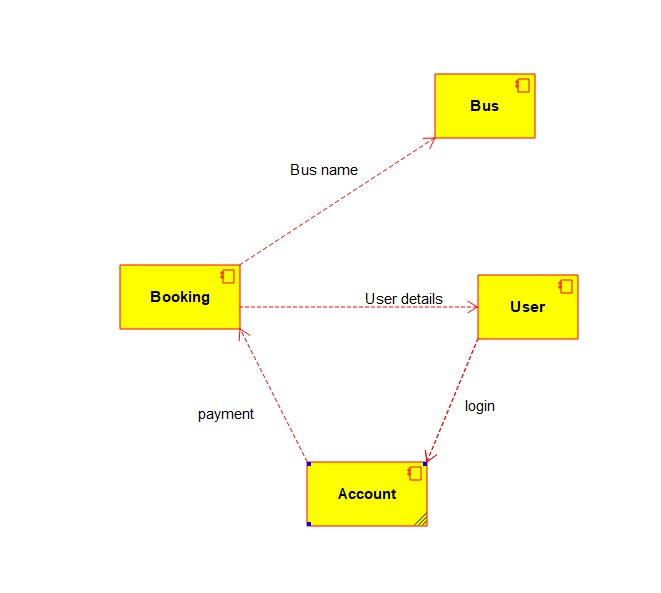 Bus
Bus name
Booking
User details
User
payment
login
Account